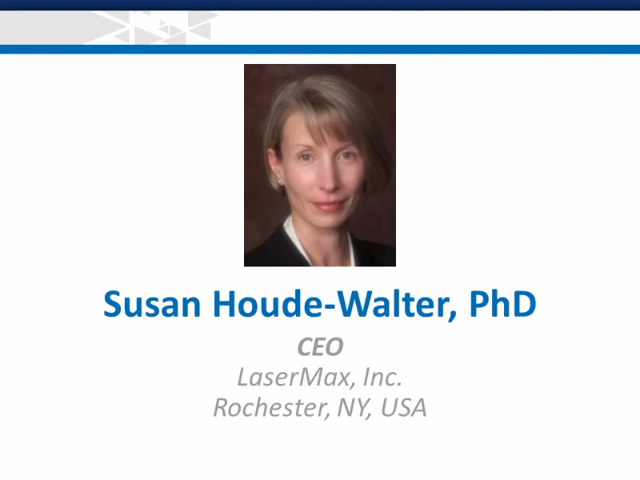 Susan Houde-Walter, PhD
CEO
LaserMax, Inc.
Rochester, NY, USA